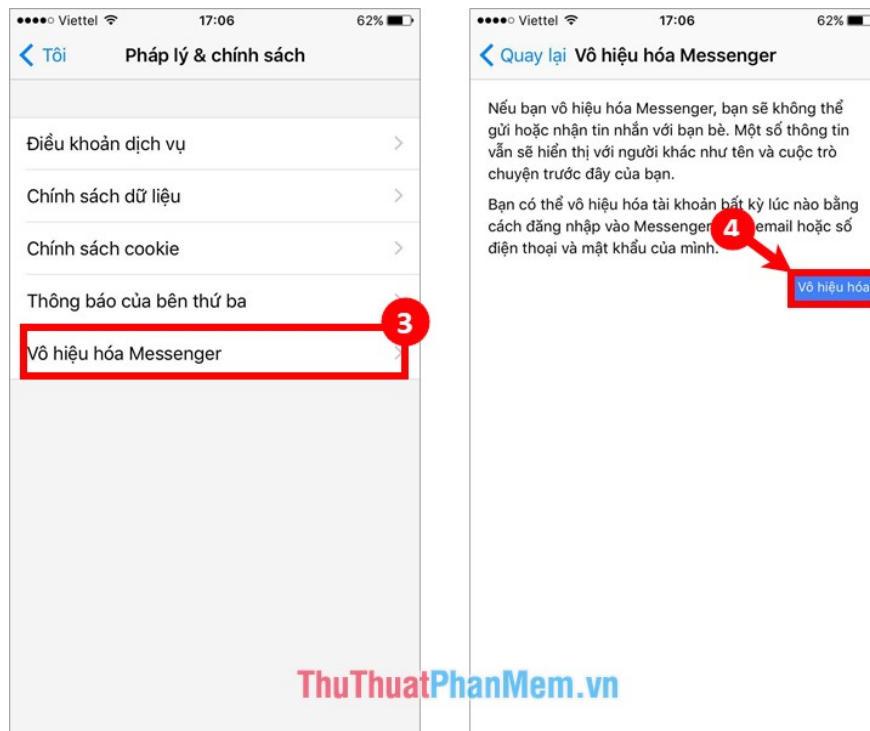 Viettel 17:06 62%
Tôi Pháp lý & chính sách
Điều khoản dịch vụ
Chính sách dữ liệu
Chính sách cookie
Thông báo của bên thứ ba
3
Vô hiệu hóa Messenger
Viettel 17:06 62%
Quay lại Vô hiệu hóa Messenger
Nếu bạn vô hiệu hóa Messenger, bạn sẽ không thể
gửi hoặc nhận tin nhắn với bạn bè. Một số thông tin
vẫn sẽ hiển thị với người khác như tên và cuộc trò
chuyện trước đây của bạn.
Bạn có thể vô hiệu hóa tài khoản bất kỳ lúc nào bằng
cách đăng nhập vào Messenger email hoặc số
4
điện thoại và mật khẩu của mình.
Vô hiệu hóa
ThuThuatPhanMem.vn